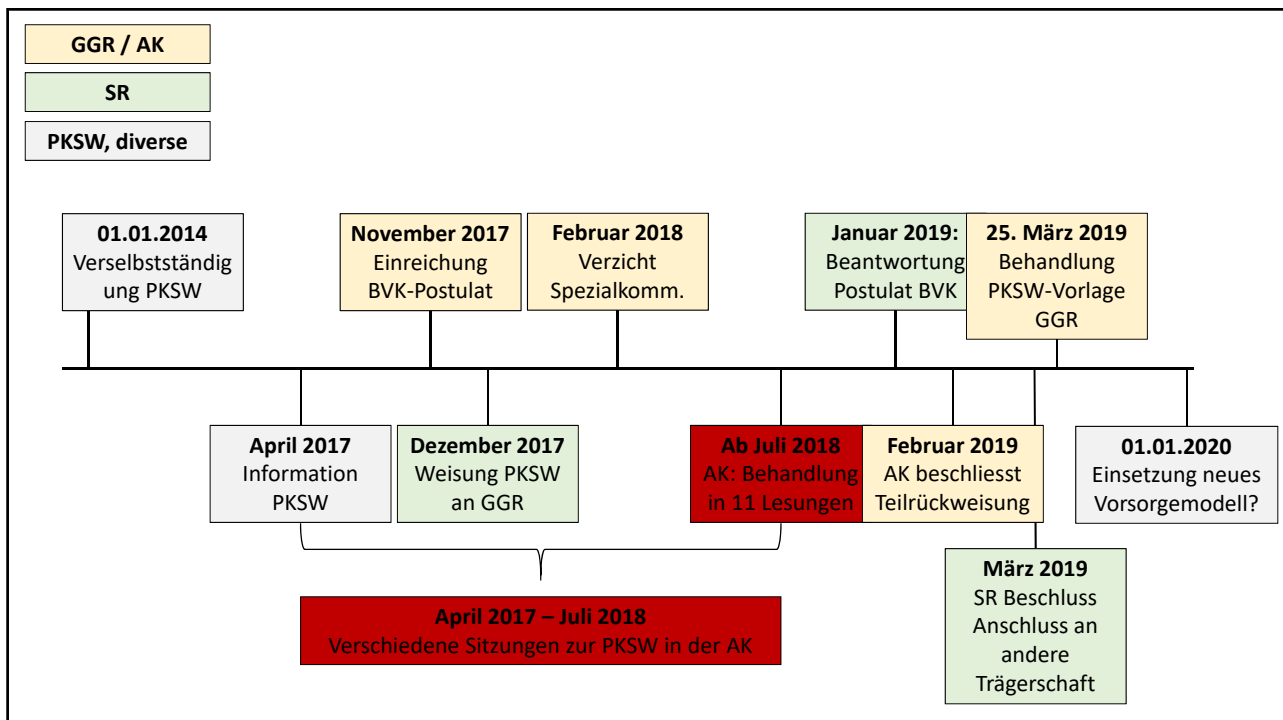 GGR / AK
SR
PKSW, diverse
01.01.2014
Verselbstständig
ung PKSW
November 2017
Einreichung
BVK-Postulat
Februar 2018
Verzicht
Spezialkomm.
Januar 2019:
Beantwortung
Postulat BVK
25. März 2019
Behandlung
PKSW-Vorlage
GGR
April 2017
Information
PKSW
Dezember 2017
Weisung PKSW
an GGR
Ab Juli 2018
AK: Behandlung
in 11 Lesungen
Februar 2019
AK beschliesst
Teilrückweisung
01.01.2020
Einsetzung neues
Vorsorgemodell?
April 2017 – Juli 2018
Verschiedene Sitzungen zur PKSW in der AK
März 2019
SR Beschluss
Anschluss an
andere
Trägerschaft